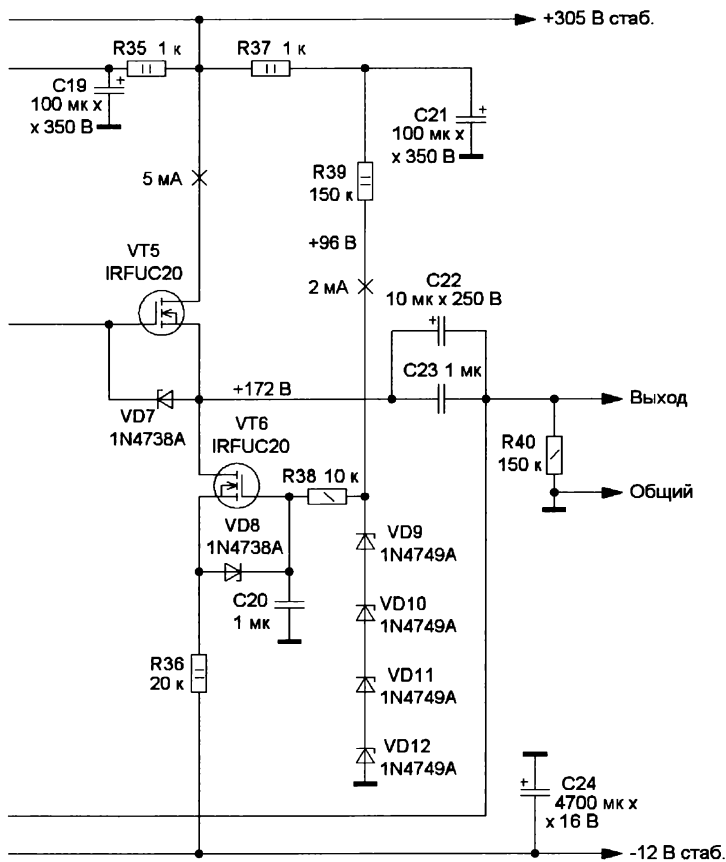 +305 В стаб.
R35 1 к
R37 1 к
C19
100 мк х
х 350 В
C21
100 мк х
х 350 В
R39
150 к
5 мА
+96 В
VT5
IRFUC20
2 мА
C22
10 мк х 250 В
C23 1 мк
+172 В
Выход
VD7
1N4738A
VT6
IRFUC20
R40
150 к
R38 10 к
Общий
VD8
1N4738A
VD9
1N4749A
C20
1 мк
VD10
1N4749A
R36
20 к
VD11
1N4749A
VD12
1N4749A
C24
4700 мк х
х 16 В
-12 В стаб.